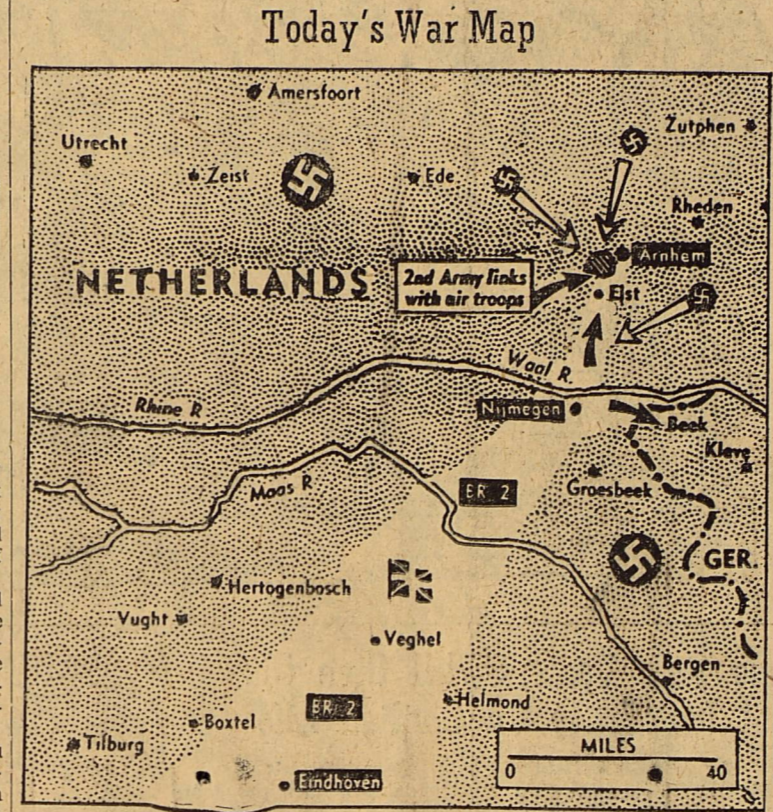 Today's War Map
Amersfoort
Utrecht
Zutphen
Zeist
Ede
Rheden
Arnhem
NETHERLANDS
2nd Army links
with air troops
Elst
Waal R.
Rhine R.
Nijmegen
Beek
Kleve
Maas R.
BR. 2
Groesbeek
GER.
Hertogenbosch
Vught
Veghel
Bergen
BR. 2
Helmond
Boxtel
Tilburg
MILES
0 40
Eindhoven